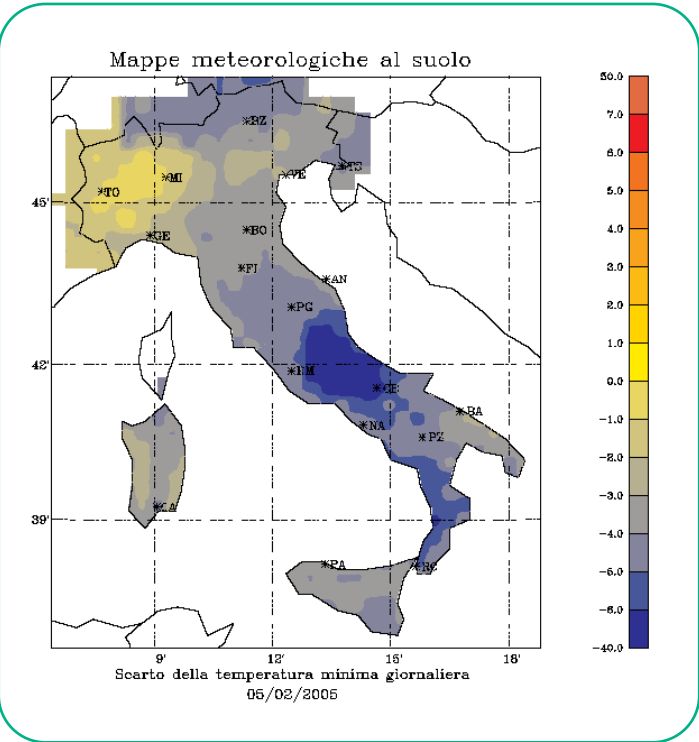 Mappe meteorologiche al suolo
50.0
7.0
6.0
5.0
4.0
3.0
2.0
1.0
0.0
-1.0
-2.0
-3.0
-4.0
-5.0
-6.0
-40.0
BZ
TS
VE
MI
TO
GE
BO
FI
AN
PG
RM
CB
BA
NA
PZ
CA
PA
RC
45'
42'
39'
9' 12' 15' 18'
Scarto della temperatura minima giornaliera
05/02/2005